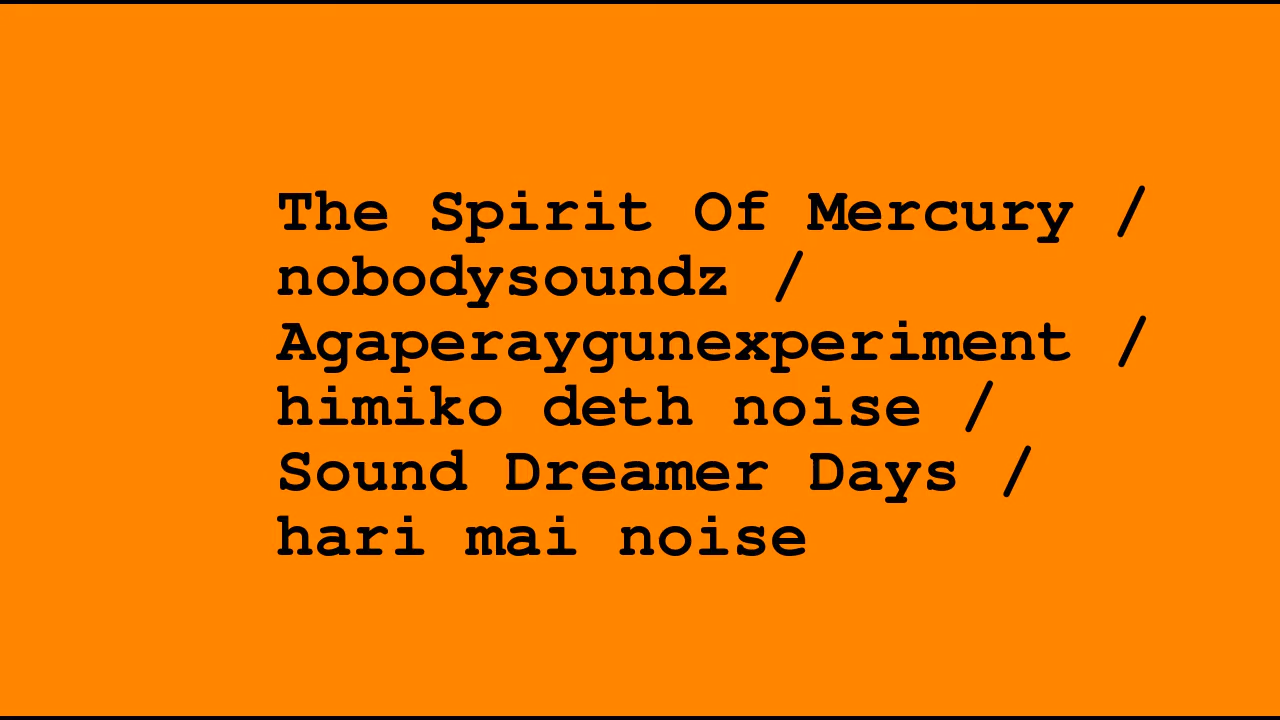 The Spirit Of Mercury /
nobodysoundz /
Agaperaygunexperiment /
himiko deth noise /
Sound Dreamer Days /
hari mai noise